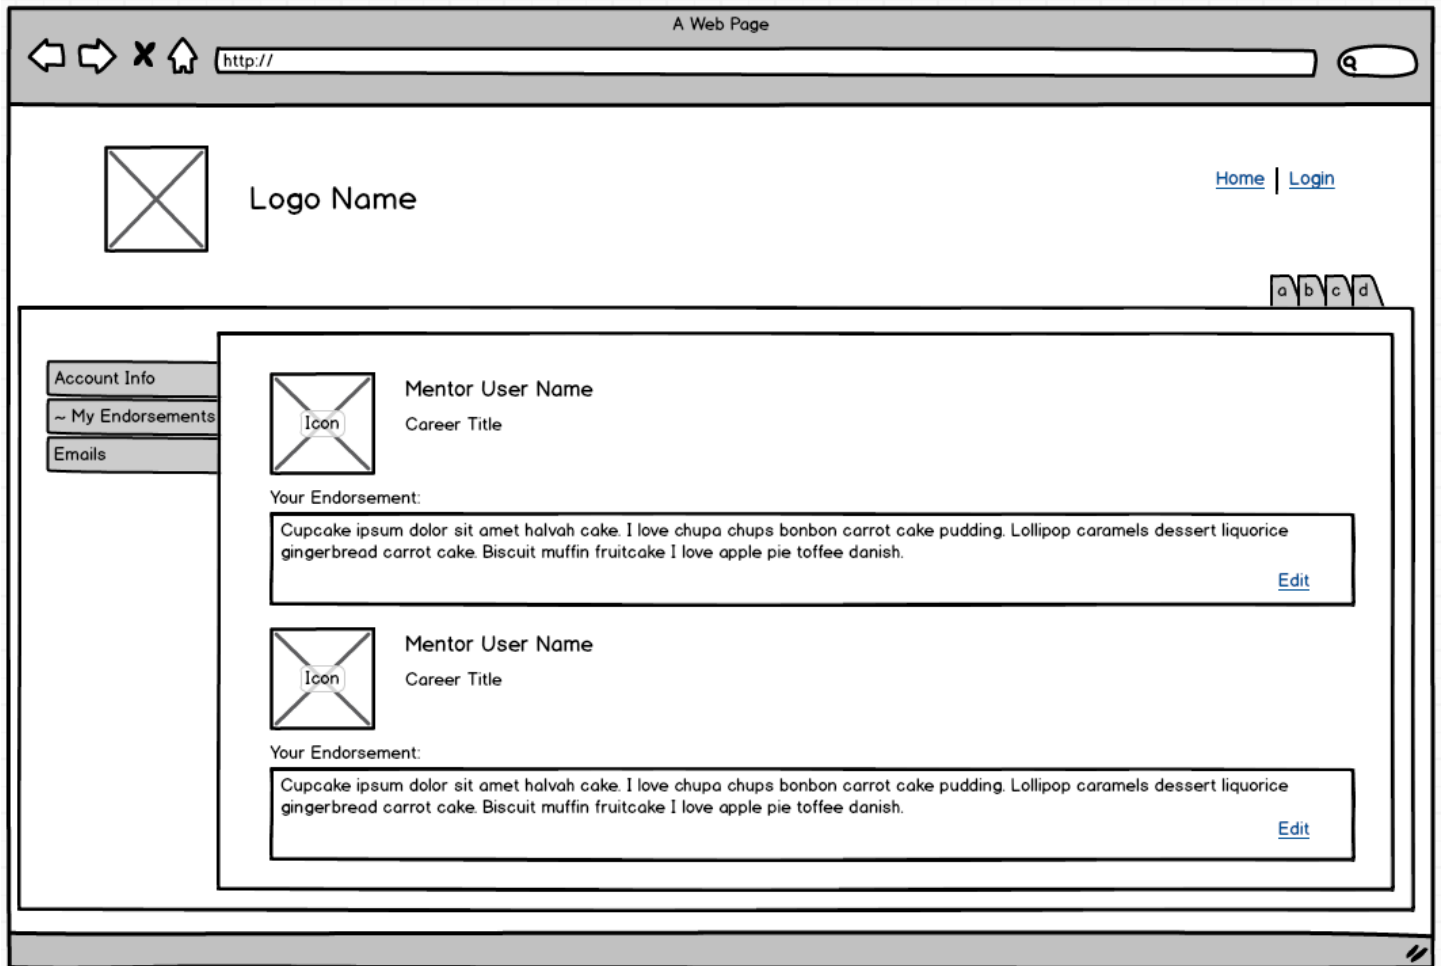 A Web Page
http://
Logo Name
Home | Login
a b c d
Account Info
~ My Endorsements
Emails
Icon
Mentor User Name
Career Title
Your Endorsement:
Cupcake ipsum dolor sit amet halvah cake. I love chupa chups bonbon carrot cake pudding. Lollipop caramels dessert liquorice
gingerbread carrot cake. Biscuit muffin fruitcake I love apple pie toffee danish.
Edit
Icon
Mentor User Name
Career Title
Your Endorsement:
Cupcake ipsum dolor sit amet halvah cake. I love chupa chups bonbon carrot cake pudding. Lollipop caramels dessert liquorice
gingerbread carrot cake. Biscuit muffin fruitcake I love apple pie toffee danish.
Edit